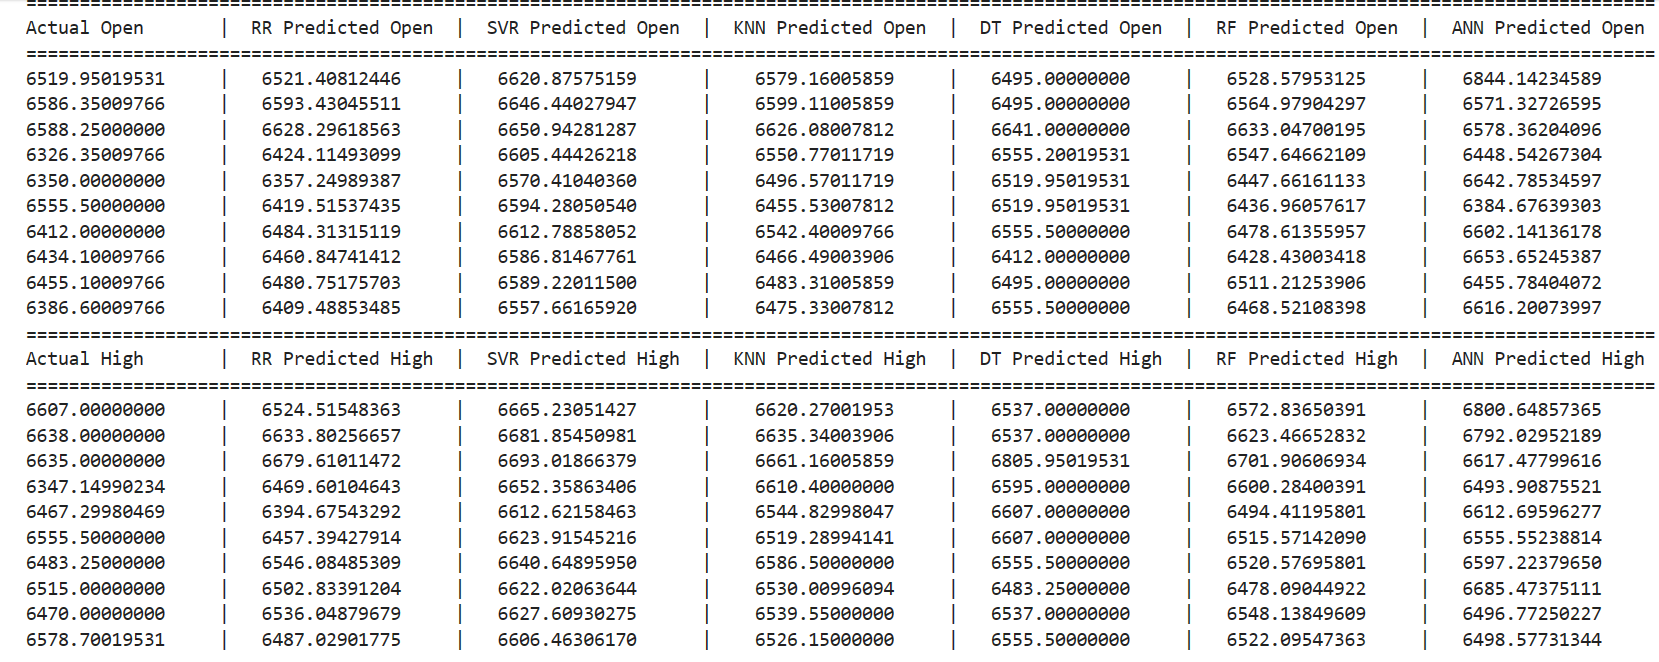 ==========================================================================================================================================================
Actual Open | RR Predicted Open | SVR Predicted Open | KNN Predicted Open | DT Predicted Open | RF Predicted Open | ANN Predicted Open
==========================================================================================================================================================
6519.95019531 | 6521.40812446 | 6620.87575159 | 6579.16005859 | 6495.00000000 | 6528.57953125 | 6844.14234589
6586.35009766 | 6593.43045511 | 6646.44027947 | 6599.11005859 | 6495.00000000 | 6564.97904297 | 6571.32726595
6588.25000000 | 6628.29618563 | 6650.94281287 | 6626.08007812 | 6641.00000000 | 6633.04700195 | 6578.36204096
6326.35009766 | 6424.11493099 | 6605.44426218 | 6550.77011719 | 6555.20019531 | 6547.64662109 | 6448.54267304
6350.00000000 | 6357.24989387 | 6570.41040360 | 6496.57011719 | 6519.95019531 | 6447.66161133 | 6642.78534597
6555.50000000 | 6419.51537435 | 6594.28050540 | 6455.53007812 | 6519.95019531 | 6436.96057617 | 6384.67639303
6412.00000000 | 6484.31315119 | 6612.78858052 | 6542.40009766 | 6555.50000000 | 6478.61355957 | 6602.14136178
6434.10009766 | 6460.84741412 | 6586.81467761 | 6466.49003906 | 6412.00000000 | 6428.43003418 | 6653.65245387
6455.10009766 | 6480.75175703 | 6589.22011500 | 6483.31005859 | 6495.00000000 | 6511.21253906 | 6455.78404072
6386.60009766 | 6409.48853485 | 6557.66165920 | 6475.33007812 | 6555.50000000 | 6468.52108398 | 6616.20073997
==========================================================================================================================================================
Actual High | RR Predicted High | SVR Predicted High | KNN Predicted High | DT Predicted High | RF Predicted High | ANN Predicted High
==========================================================================================================================================================
6607.00000000 | 6524.51548363 | 6665.23051427 | 6620.27001953 | 6537.00000000 | 6572.83650391 | 6800.64857365
6638.00000000 | 6633.80256657 | 6681.85450981 | 6635.34003906 | 6537.00000000 | 6623.46652832 | 6792.02952189
6635.00000000 | 6679.61011472 | 6693.01866379 | 6661.16005859 | 6805.95019531 | 6701.90606934 | 6617.47799616
6347.14990234 | 6469.60104643 | 6652.35863406 | 6610.40000000 | 6595.00000000 | 6600.28400391 | 6493.90875521
6467.29980469 | 6394.67543292 | 6612.62158463 | 6544.82998047 | 6607.00000000 | 6494.41195801 | 6612.69596277
6555.50000000 | 6457.39427914 | 6623.91545216 | 6519.28994141 | 6607.00000000 | 6515.57142090 | 6555.55238814
6483.25000000 | 6546.08485309 | 6640.64895950 | 6586.50000000 | 6555.50000000 | 6520.57695801 | 6597.22379650
6515.00000000 | 6502.83391204 | 6622.02063644 | 6530.00996094 | 6483.25000000 | 6478.09044922 | 6685.47375111
6470.00000000 | 6536.04879679 | 6627.60930275 | 6539.55000000 | 6537.00000000 | 6548.13849609 | 6496.77250227
6578.70019531 | 6487.02901775 | 6606.46306170 | 6526.15000000 | 6555.50000000 | 6522.09547363 | 6498.57731344